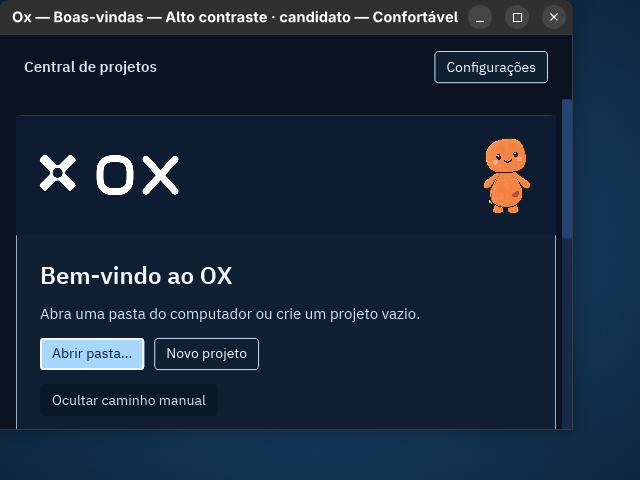 Ox — Boas-vindas — Alto contraste · candidato — Confortável
Central de projetos
Configurações
OX
Bem-vindo ao OX
Abra uma pasta do computador ou crie um projeto vazio.
Abrir pasta...
Novo projeto
Ocultar caminho manual